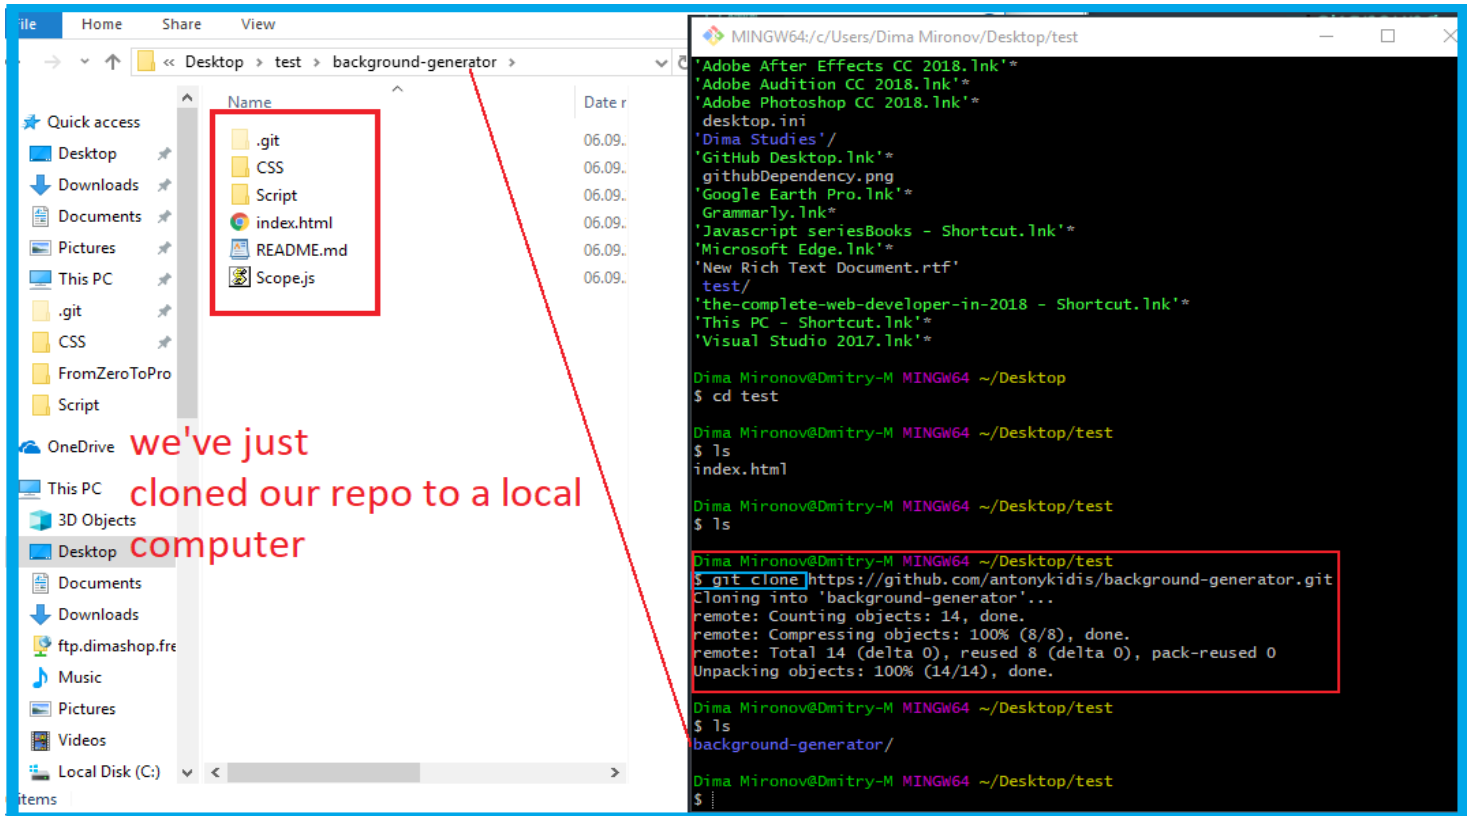 File
Home
Share
View
« Desktop › test › background-generator ›
Name
Date r
Quick access
Desktop
Downloads
Documents
Pictures
This PC
.git
CSS
FromZeroToPro
Script
OneDrive
This PC
3D Objects
Desktop
Documents
Downloads
ftp.dimashop.fre
Music
Pictures
Videos
Local Disk (C:)
items
.git 06.09..
CSS 06.09..
Script 06.09..
index.html 06.09..
README.md 06.09..
Scope.js 06.09..
we've just
cloned our repo to a local
computer
MINGW64:/c/Users/Dima Mironov/Desktop/test
'Adobe After Effects CC 2018.lnk'*
'Adobe Audition CC 2018.lnk'*
'Adobe Photoshop CC 2018.lnk'*
desktop.ini
'Dima Studies'/
'GitHub Desktop.lnk'*
githubDependency.png
'Google Earth Pro.lnk'*
Grammarly.lnk*
'Javascript seriesBooks - Shortcut.lnk'*
'Microsoft Edge.lnk'*
'New Rich Text Document.rtf'
test/
'the-complete-web-developer-in-2018 - Shortcut.lnk'*
'This PC - Shortcut.lnk'*
'Visual Studio 2017.lnk'*
Dima Mironov@Dmitry-M MINGW64 ~/Desktop
$ cd test
Dima Mironov@Dmitry-M MINGW64 ~/Desktop/test
$ ls
index.html
Dima Mironov@Dmitry-M MINGW64 ~/Desktop/test
$ ls
Dima Mironov@Dmitry-M MINGW64 ~/Desktop/test
$ git clone https://github.com/antonykidis/background-generator.git
Cloning into 'background-generator'...
remote: Counting objects: 14, done.
remote: Compressing objects: 100% (8/8), done.
remote: Total 14 (delta 0), reused 8 (delta 0), pack-reused 0
Unpacking objects: 100% (14/14), done.
Dima Mironov@Dmitry-M MINGW64 ~/Desktop/test
$ ls
background-generator/
Dima Mironov@Dmitry-M MINGW64 ~/Desktop/test
$